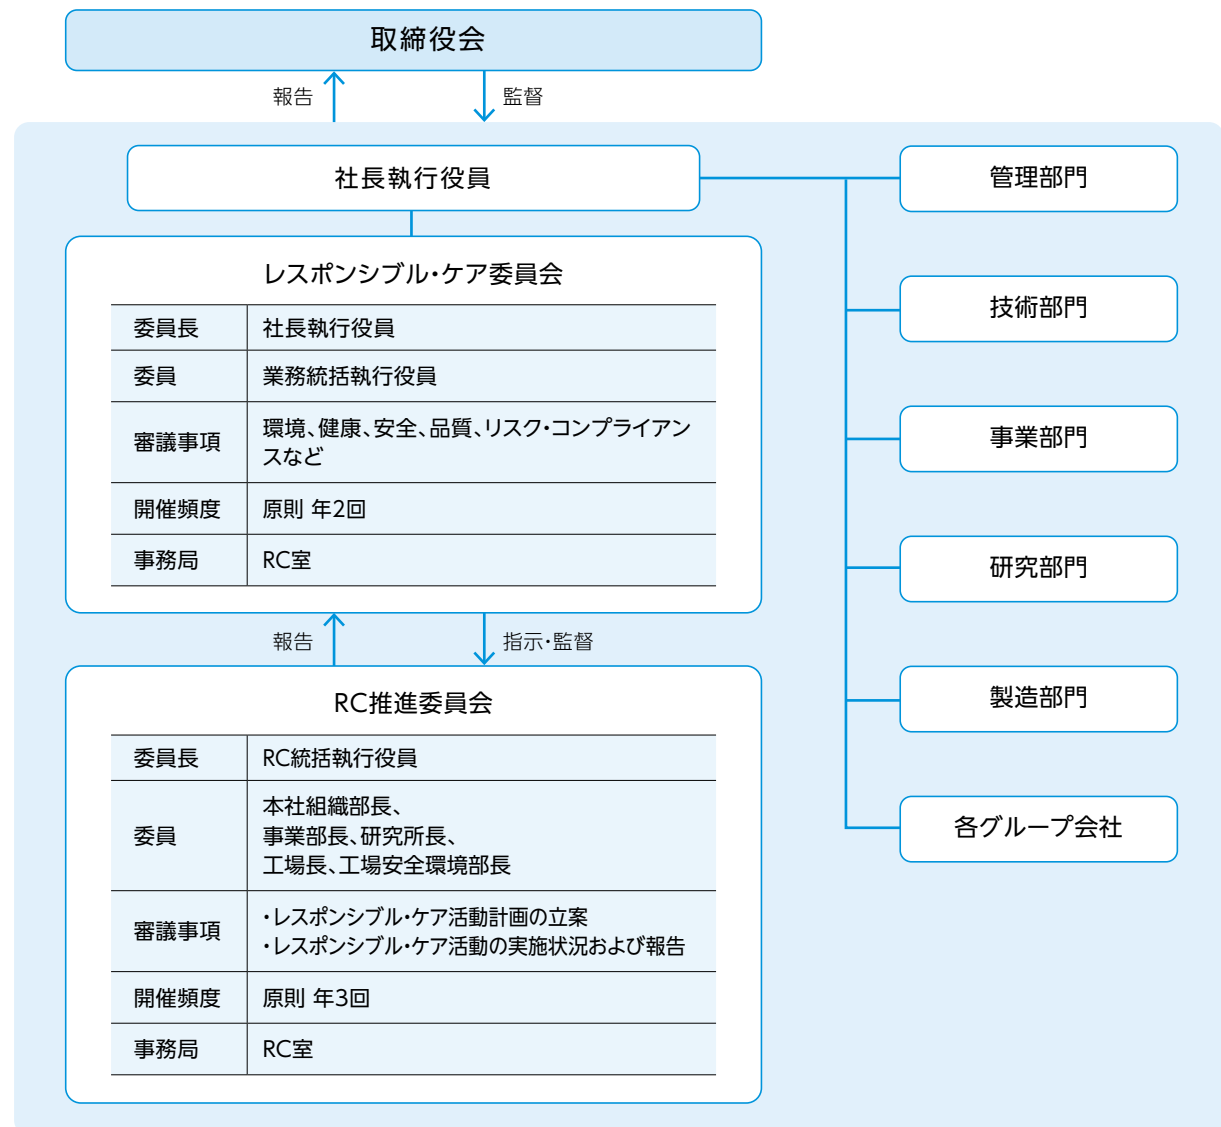 取締役会
報告
監督
社長執行役員
レスポンシブル・ケア委員会
委員長 社長執行役員
委員 業務統括執行役員
審議事項 環境、健康、安全、品質、リスク・コンプライアン
スなど
開催頻度 原則 年2回
事務局 RC室
報告
指示・監督
RC推進委員会
委員長 RC統括執行役員
委員 本社組織部長、
事業部長、研究所長、
工場長、工場安全環境部長
審議事項 ・レスポンシブル・ケア活動計画の立案
・レスポンシブル・ケア活動の実施状況および報告
開催頻度 原則 年3回
事務局 RC室
管理部門
技術部門
事業部門
研究部門
製造部門
各グループ会社